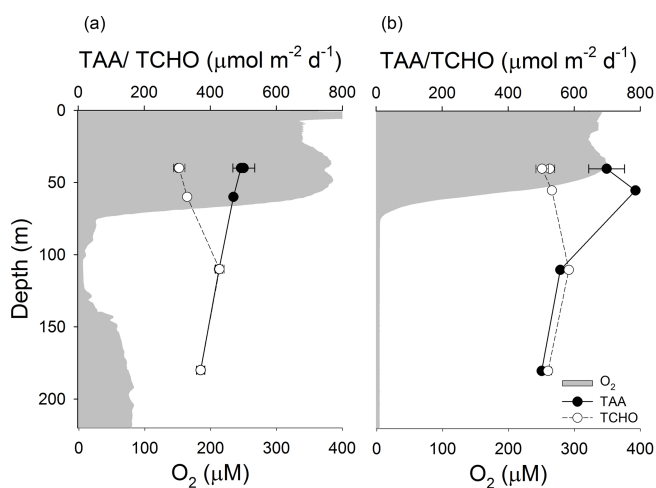 (a)
(b)
TAA/ TCHO (μmol m⁻² d⁻¹)
TAA/TCHO (μmol m⁻² d⁻¹)
0 200 400 600 800
0 200 400 600 800
0
50
100
150
200
Depth (m)
O₂
TAA
TCHO
0 100 200 300 400
0 100 200 300 400
O₂ (μM)
O₂ (μM)